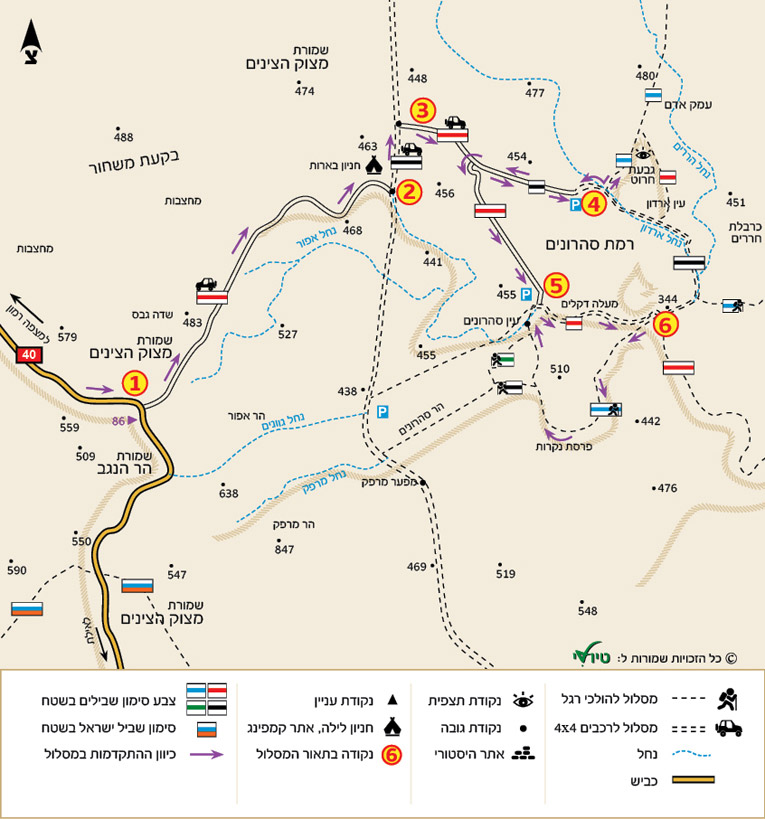 צ
שמורת
מצוק הצינים
474
448
477
480
עמק אדם
נחל הררים
488
בקעת משחור
463
חניון בארות
3
454
גבעת
חרוט
מחצבות
2
456
4
עין ארדון
451
כרבלת
חררים
468
נחל אפור
441
רמת סהרונים
נחל ארדון
מחצבות
455
P
P
5
מעלה דקלים
344
למצפה רמון
שדה גבס
483
עין סהרונים
6
579
שמורת
מצוק הצינים
527
455
40
1
438
510
86
559
הר אפור
נחל גוונים
P
הר סהרונים
442
שמורת
הר הנגב
509
פרסת נקרות
638
נחל מרפק
מפער מרפק
476
הר מרפק
550
847
590
547
469
519
548
שמורת
מצוק הצינים
לאילת
© כל הזכויות שמורות ל: טיולי
מסלול להולכי רגל
מסלול לרכבים 4x4
נחל
כביש
נקודת תצפית
נקודת גובה
אתר היסטורי
נקודת עניין
חניון לילה, אתר קמפינג
נקודה בתאור המסלול
6
צבע סימון שבילים בשטח
סימון שביל ישראל בשטח
כיוון ההתקדמות במסלול